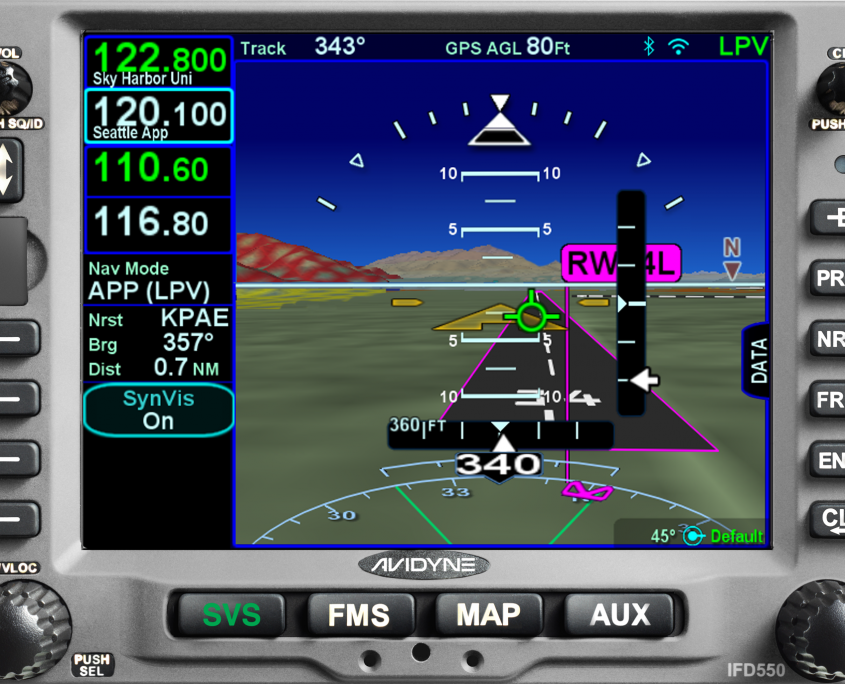 VOL
PUSH SQ/ID
122.800
Sky Harbor Uni
120.100
Seattle App
110.60
116.80
Nav Mode
APP (LPV)
Nrst KPAE
Brg 357°
Dist 0.7 NM
SynVis
On
Track 343° GPS AGL 80Ft LPV
10 10
5 5
N
5 5
10 10
360 FT
340
33
30
45° Default
DATA
PUSH
PR
NR
FR
EN
CL
/VLOC
PUSH
SEL
AVIDYNE
SVS FMS MAP AUX
IFD550